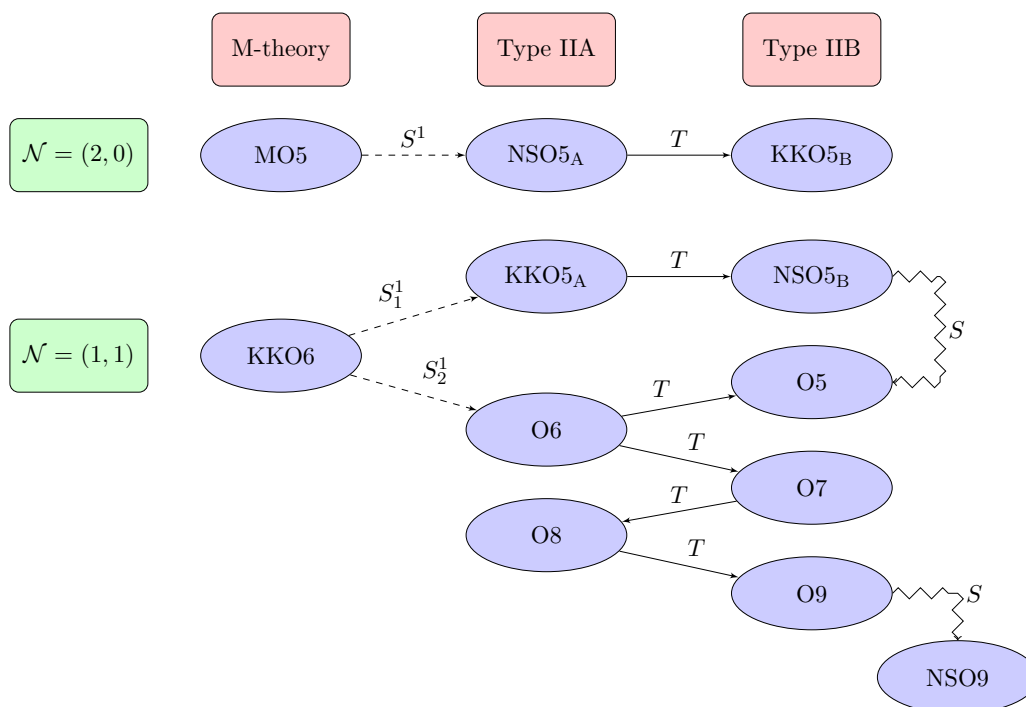 M-theory
Type IIA
Type IIB
𝒩 = (2, 0)
MO5
S¹
NSO5_A
T
KKO5_B
KKO5_A
T
NSO5_B
S¹₁
𝒩 = (1, 1)
KKO6
S
S¹₂
O5
T
O6
T
O7
T
O8
T
O9
S
NSO9